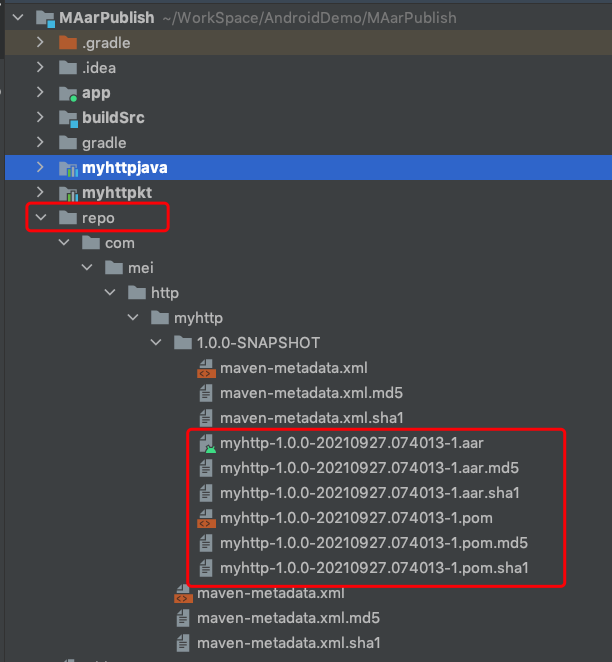 MAarPublish ~/WorkSpace/AndroidDemo/MAarPublish
.gradle
.idea
app
buildSrc
gradle
myhttpjava
myhttpkt
repo
com
mei
http
myhttp
1.0.0-SNAPSHOT
maven-metadata.xml
maven-metadata.xml.md5
maven-metadata.xml.sha1
myhttp-1.0.0-20210927.074013-1.aar
myhttp-1.0.0-20210927.074013-1.aar.md5
myhttp-1.0.0-20210927.074013-1.aar.sha1
myhttp-1.0.0-20210927.074013-1.pom
myhttp-1.0.0-20210927.074013-1.pom.md5
myhttp-1.0.0-20210927.074013-1.pom.sha1
maven-metadata.xml
maven-metadata.xml.md5
maven-metadata.xml.sha1